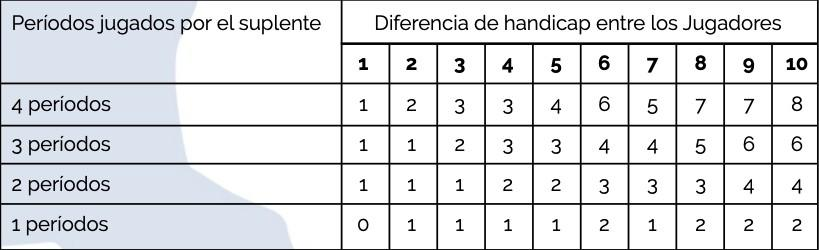 Períodos jugados por el suplente Diferencia de handicap entre los Jugadores
1 2 3 4 5 6 7 8 9 10
4 períodos 1 2 3 3 4 6 5 7 7 8
3 períodos 1 1 2 3 3 4 4 5 6 6
2 períodos 1 1 1 2 2 3 3 3 4 4
1 períodos 0 1 1 1 1 2 1 2 2 2